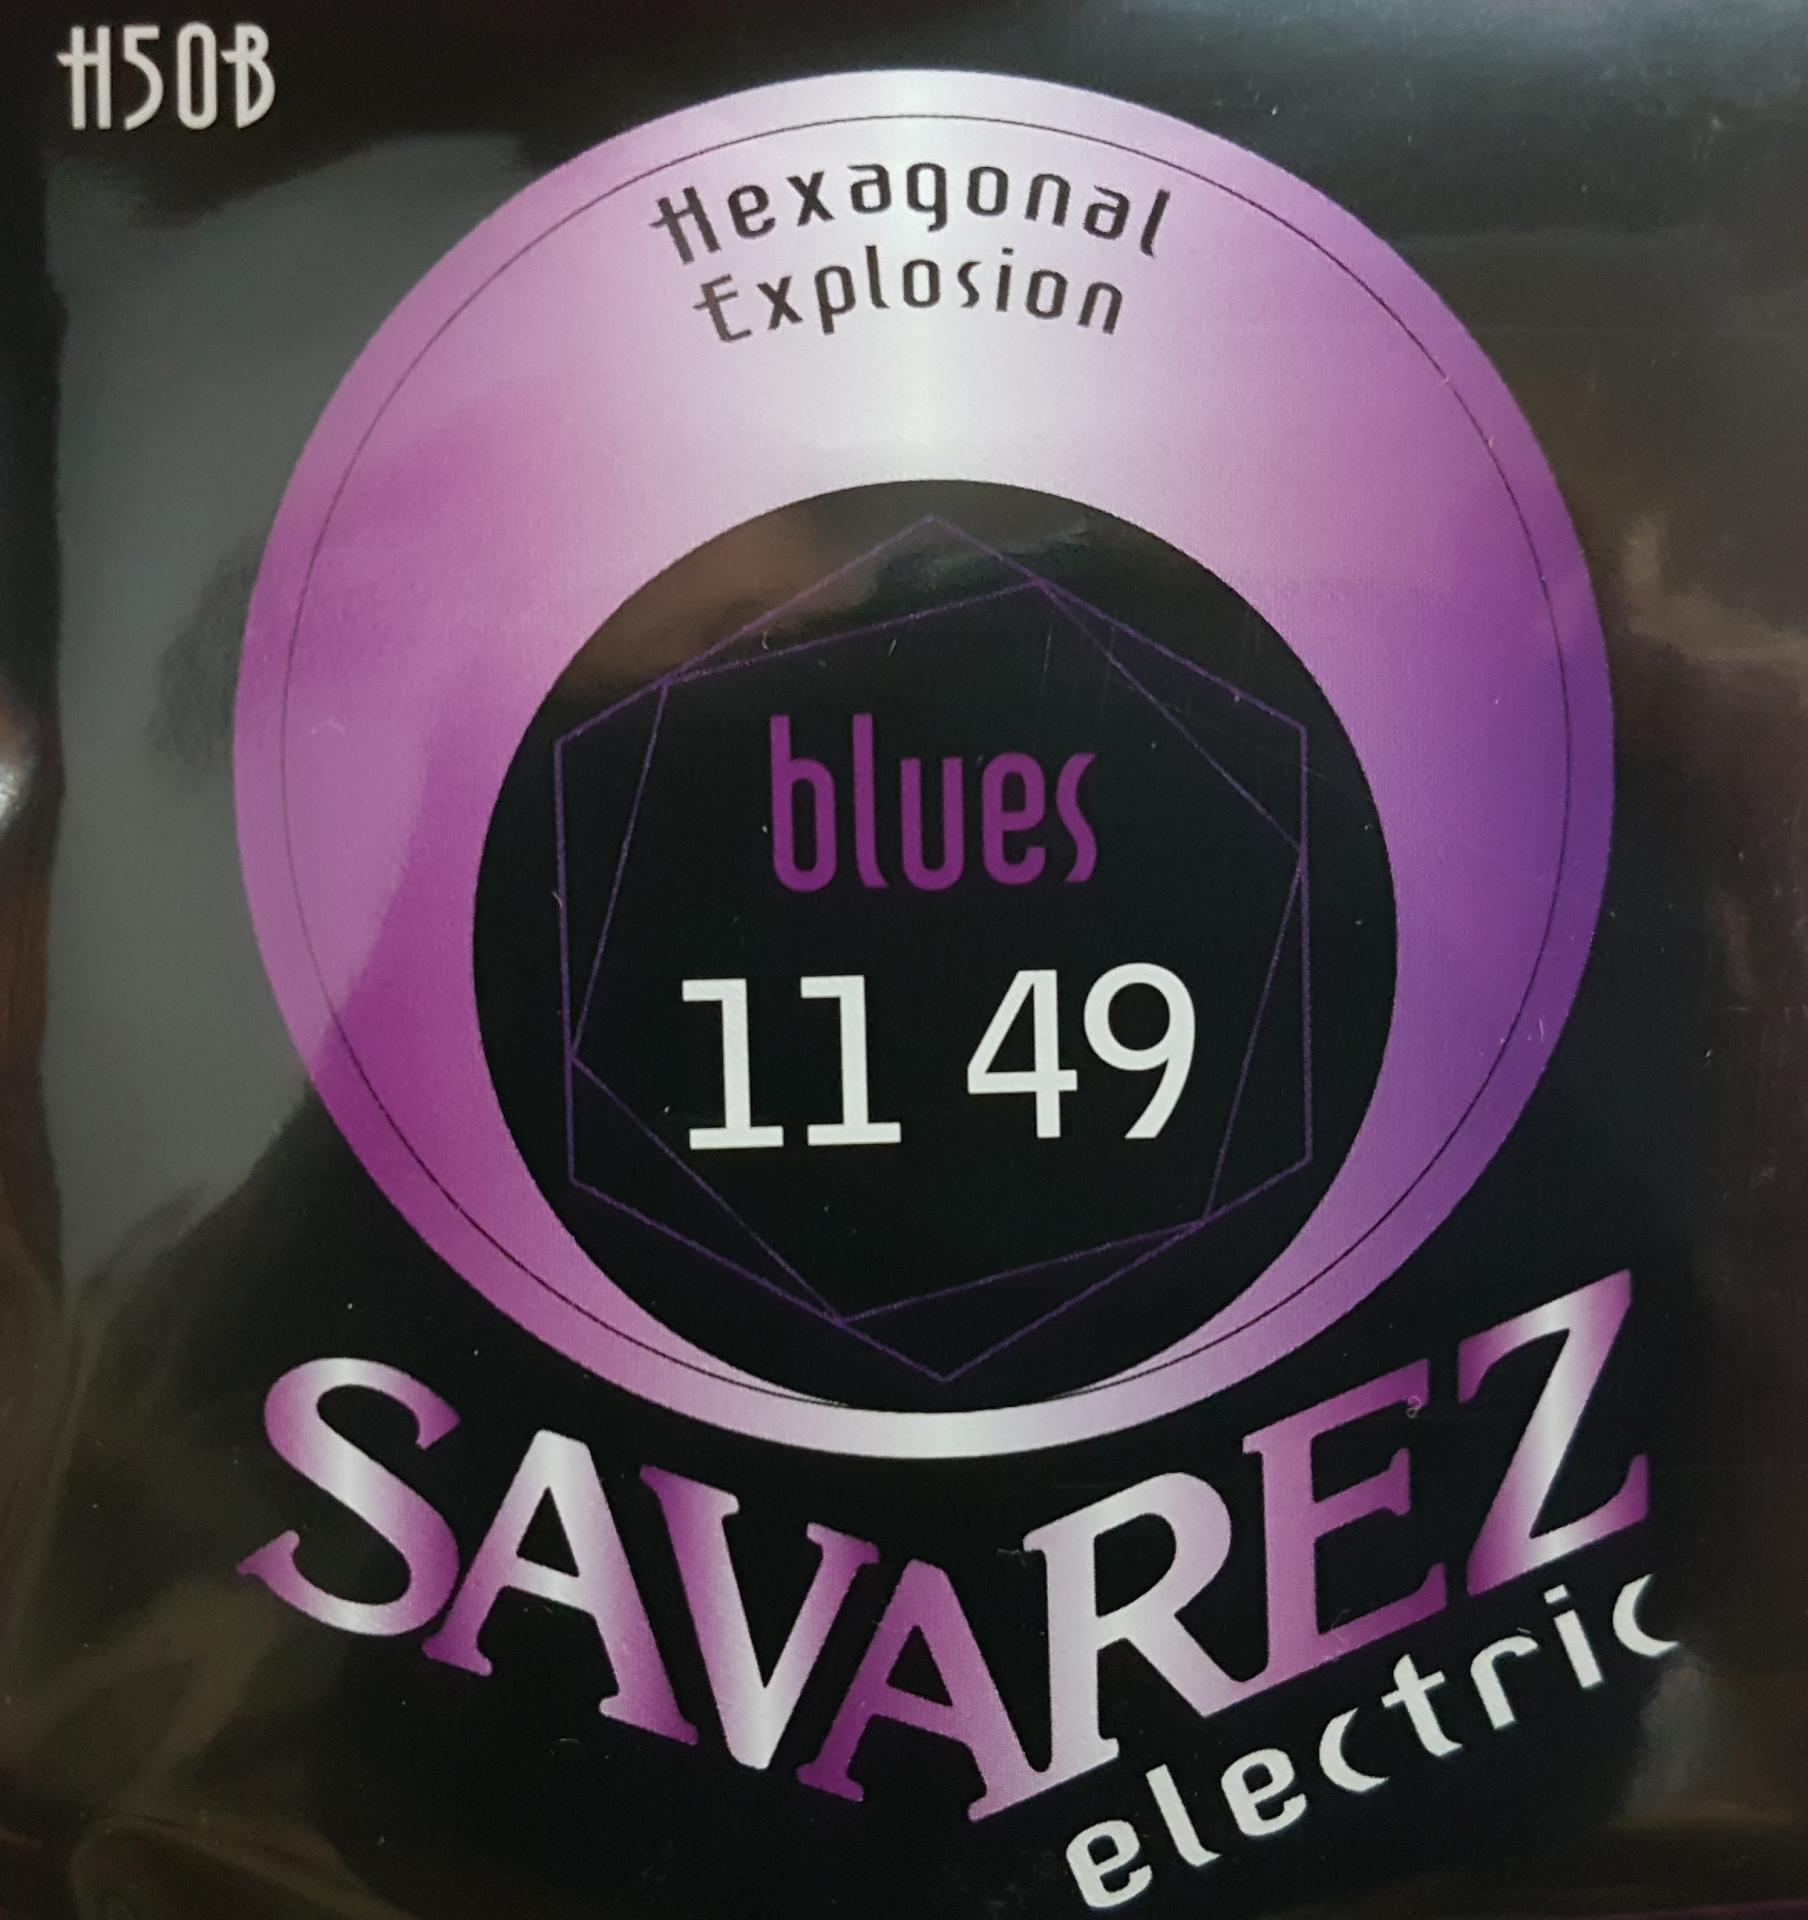 H50B
Hexagonal
Explosion
blues
11 49
SAVAREZ
electric